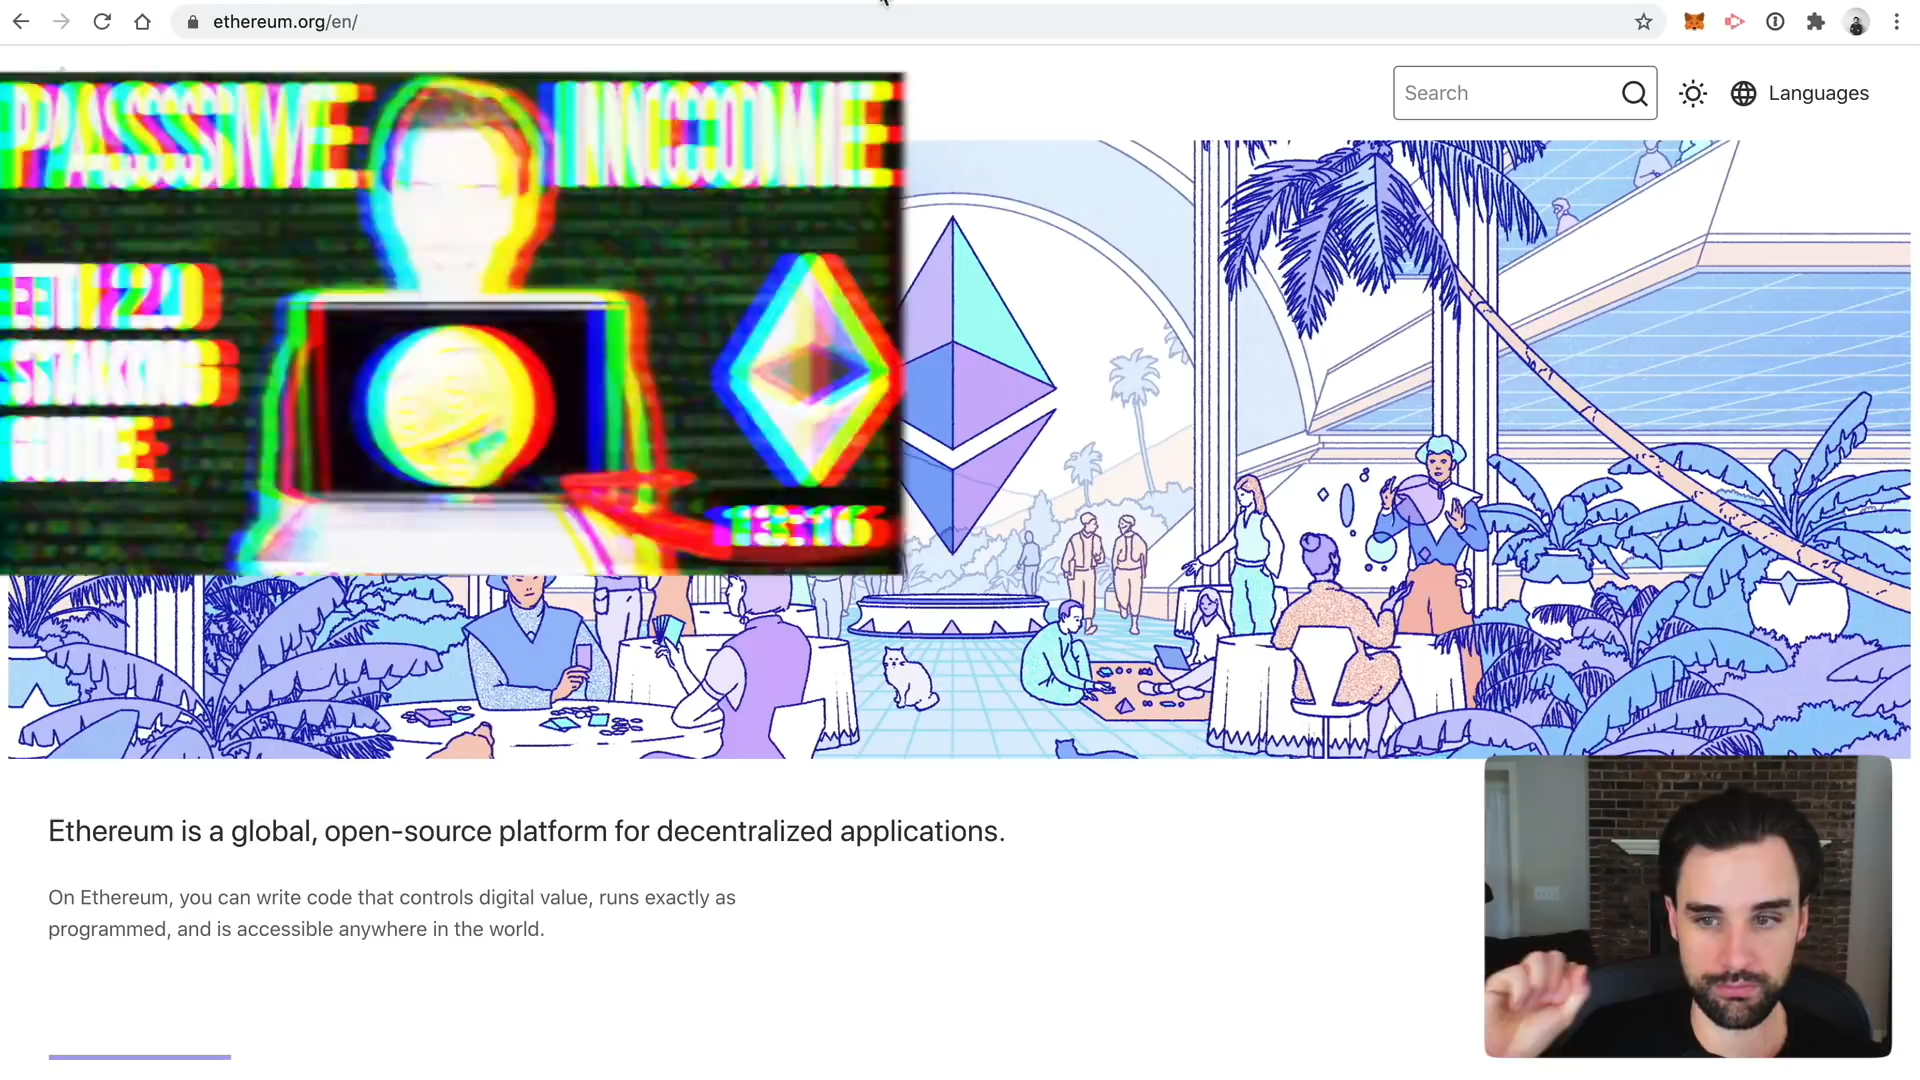 ethereum.org/en/
Search
Languages
PASSIVE INCOME
ETH 2.0
STAKING
GUIDE
13:16
Ethereum is a global, open-source platform for decentralized applications.
On Ethereum, you can write code that controls digital value, runs exactly as
programmed, and is accessible anywhere in the world.